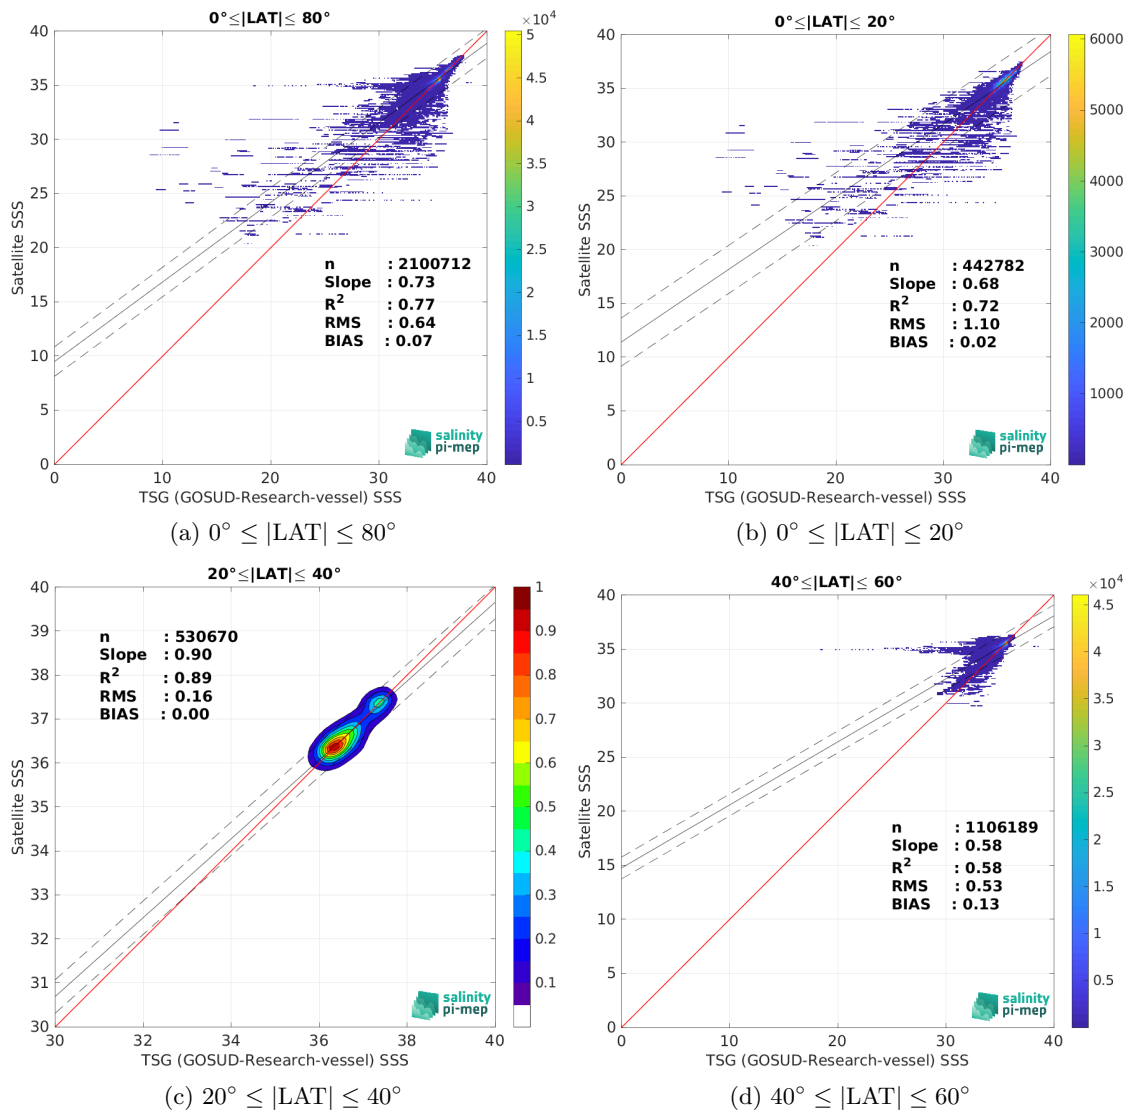 0°≤|LAT|≤ 80°
×10⁴
40
35
30
25
20
15
10
5
0
Satellite SSS
n : 2100712
Slope : 0.73
R² : 0.77
RMS : 0.64
BIAS : 0.07
salinity
pi-mep
0 10 20 30 40
TSG (GOSUD-Research-vessel) SSS
5
4.5
4
3.5
3
2.5
2
1.5
1
0.5
(a) 0° ≤ |LAT| ≤ 80°
0°≤|LAT|≤ 20°
40
35
30
25
20
15
10
5
0
Satellite SSS
n : 442782
Slope : 0.68
R² : 0.72
RMS : 1.10
BIAS : 0.02
salinity
pi-mep
0 10 20 30 40
TSG (GOSUD-Research-vessel) SSS
6000
5000
4000
3000
2000
1000
(b) 0° ≤ |LAT| ≤ 20°
20°≤|LAT|≤ 40°
40
39
38
37
36
35
34
33
32
31
30
Satellite SSS
n : 530670
Slope : 0.90
R² : 0.89
RMS : 0.16
BIAS : 0.00
salinity
pi-mep
30 32 34 36 38 40
TSG (GOSUD-Research-vessel) SSS
1
0.9
0.8
0.7
0.6
0.5
0.4
0.3
0.2
0.1
(c) 20° ≤ |LAT| ≤ 40°
40°≤|LAT|≤ 60°
×10⁴
40
35
30
25
20
15
10
5
0
Satellite SSS
n : 1106189
Slope : 0.58
R² : 0.58
RMS : 0.53
BIAS : 0.13
salinity
pi-mep
0 10 20 30 40
TSG (GOSUD-Research-vessel) SSS
4.5
4
3.5
3
2.5
2
1.5
1
0.5
(d) 40° ≤ |LAT| ≤ 60°